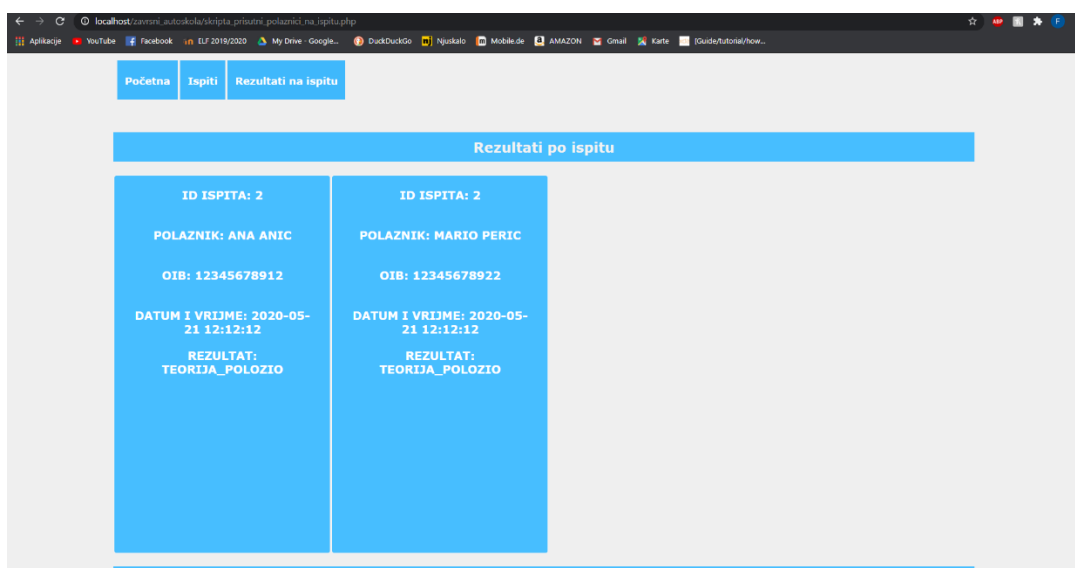 localhost/zavrsni_autoskola/skripta_prisutni_polaznici_na_ispitu.php
ABP F
Aplikacije YouTube Facebook ELF 2019/2020 My Drive - Google... DuckDuckGo Njuskalo Mobile.de AMAZON Gmail Karte |Guide/tutorial/how...
Početna Ispiti Rezultati na ispitu
Rezultati po ispitu
ID ISPITA: 2
POLAZNIK: ANA ANIC
OIB: 12345678912
DATUM I VRIJME: 2020-05-
21 12:12:12
REZULTAT:
TEORIJA_POLOZIO
ID ISPITA: 2
POLAZNIK: MARIO PERIC
OIB: 12345678922
DATUM I VRIJME: 2020-05-
21 12:12:12
REZULTAT:
TEORIJA_POLOZIO